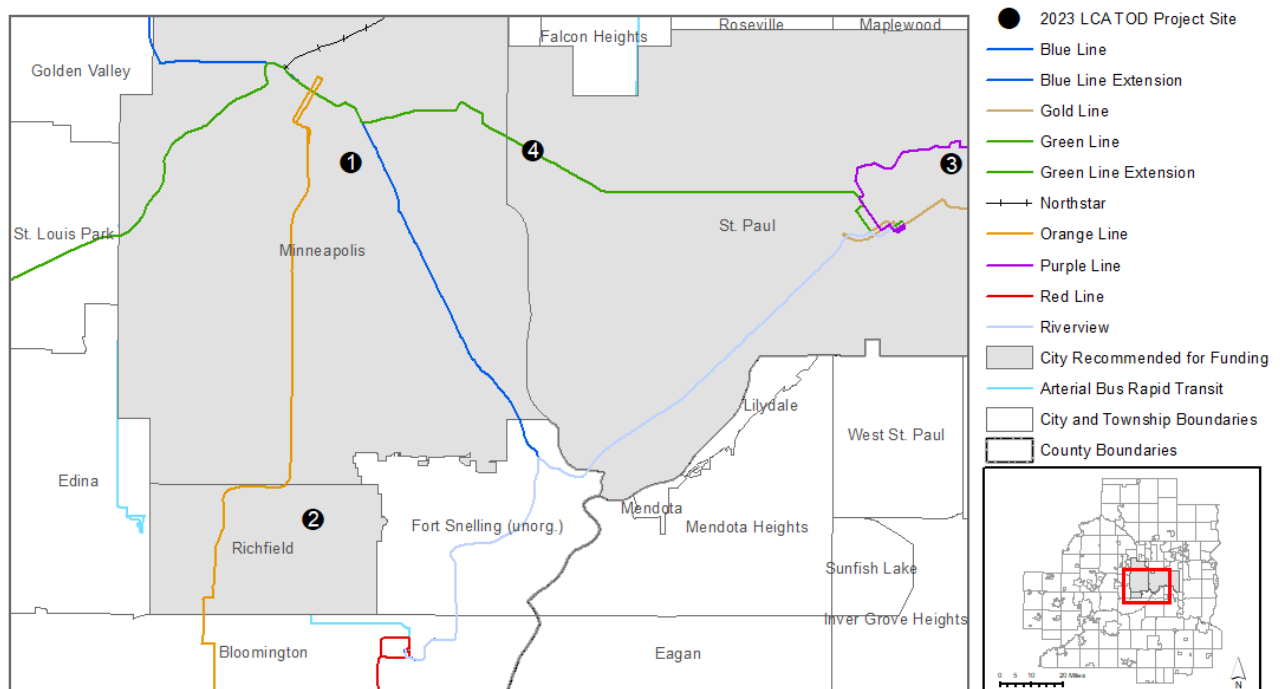 Roseville
Maplewood
Falcon Heights
Golden Valley
1
4
3
St. Louis Park
Minneapolis
St. Paul
Lilydale
West St. Paul
Edina
2
Richfield
Fort Snelling (unorg.)
Mendota
Mendota Heights
Sunfish Lake
Inver Grove Heights
Bloomington
Eagan
2023 LCA TOD Project Site
Blue Line
Blue Line Extension
Gold Line
Green Line
Green Line Extension
Northstar
Orange Line
Purple Line
Red Line
Riverview
City Recommended for Funding
Arterial Bus Rapid Transit
City and Township Boundaries
County Boundaries
0 5 10 20 Miles
N